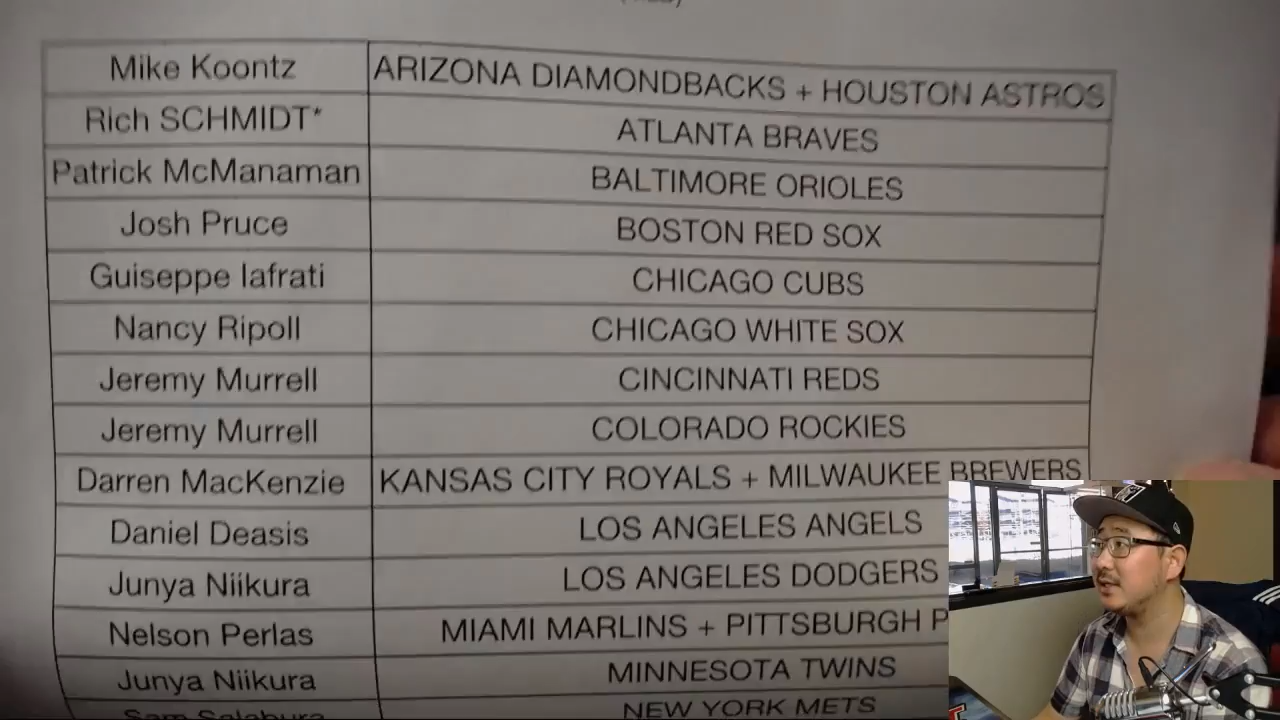 Mike Koontz ARIZONA DIAMONDBACKS + HOUSTON ASTROS
Rich SCHMIDT* ATLANTA BRAVES
Patrick McManaman BALTIMORE ORIOLES
Josh Pruce BOSTON RED SOX
Guiseppe Iafrati CHICAGO CUBS
Nancy Ripoll CHICAGO WHITE SOX
Jeremy Murrell CINCINNATI REDS
Jeremy Murrell COLORADO ROCKIES
Darren MacKenzie KANSAS CITY ROYALS + MILWAUKEE BREWERS
Daniel Deasis LOS ANGELES ANGELS
Junya Niikura LOS ANGELES DODGERS
Nelson Perlas MIAMI MARLINS + PITTSBURGH P
Junya Niikura MINNESOTA TWINS
Sam Salabura NEW YORK METS